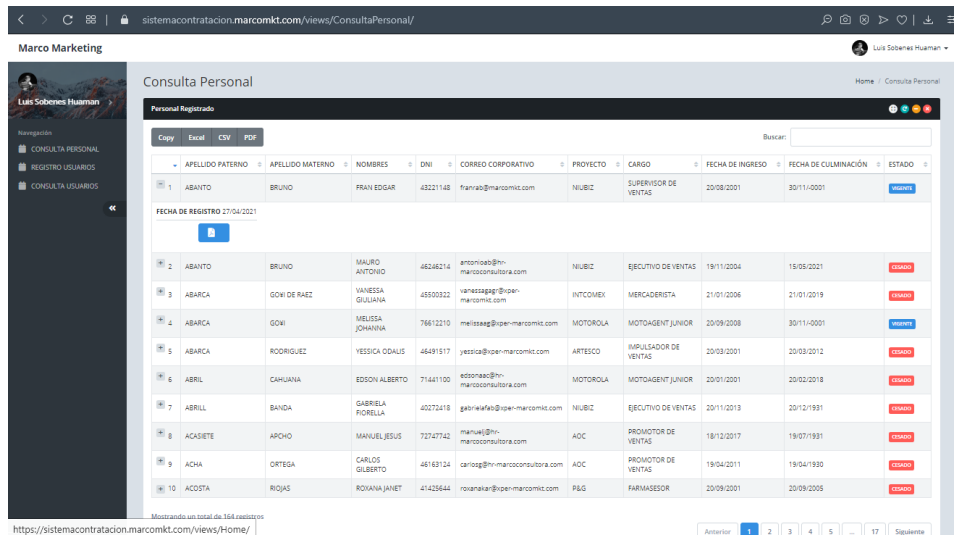 sistemacontratacion.marcomkt.com/views/ConsultaPersonal/
Marco Marketing
Luis Sobenes Huaman
Luis Sobenes Huaman
Navegación
CONSULTA PERSONAL
REGISTRO USUARIOS
CONSULTA USUARIOS
Consulta Personal
Home / Consulta Personal
Personal Registrado
Copy Excel CSV PDF
Buscar:
APELLIDO PATERNO APELLIDO MATERNO NOMBRES DNI CORREO CORPORATIVO PROYECTO CARGO FECHA DE INGRESO FECHA DE CULMINACIÓN ESTADO
1 ABANTO BRUNO FRAN EDGAR 43221148 franrab@marcomkt.com NIUBIZ SUPERVISOR DE VENTAS 20/08/2001 30/11/-0001 VIGENTE
FECHA DE REGISTRO 27/04/2021
2 ABANTO BRUNO MAURO ANTONIO 46246214 antonioab@hr-marcoconsultora.com NIUBIZ EJECUTIVO DE VENTAS 19/11/2004 15/05/2021 CESADO
3 ABARCA GO¥I DE RAEZ VANESSA GIULIANA 45500322 vanessagagr@xper-marcomkt.com INTCOMEX MERCADERISTA 21/01/2006 21/01/2019 CESADO
4 ABARCA GO¥I MELISSA JOHANNA 76612210 melissaag@xper-marcomkt.com MOTOROLA MOTOAGENT JUNIOR 20/09/2008 30/11/-0001 VIGENTE
5 ABARCA RODRIGUEZ YESSICA ODALIS 46491517 yessica@xper-marcomkt.com ARTESCO IMPULSADOR DE VENTAS 20/03/2001 20/03/2012 CESADO
6 ABRIL CAHUANA EDSON ALBERTO 71441100 edsonaac@hr-marcoconsultora.com MOTOROLA MOTOAGENT JUNIOR 20/01/2001 20/02/2018 CESADO
7 ABRILL BANDA GABRIELA FIORELLA 40272418 gabrielafab@xper-marcomkt.com NIUBIZ EJECUTIVO DE VENTAS 20/11/2013 20/12/1931 CESADO
8 ACASIETE APCHO MANUEL JESUS 72747742 manuelj@hr-marcoconsultora.com AOC PROMOTOR DE VENTAS 18/12/2017 19/07/1931 CESADO
9 ACHA ORTEGA CARLOS GILBERTO 46163124 carlosg@hr-marcoconsultora.com AOC PROMOTOR DE VENTAS 19/04/2011 19/04/1930 CESADO
10 ACOSTA RIOJAS ROXANA JANET 41425644 roxanakar@xper-marcomkt.com P&G FARMASESOR 20/09/2001 20/09/2005 CESADO
Mostrando un total de 164 registros
Anterior 1 2 3 4 5 ... 17 Siguiente
https://sistemacontratacion.marcomkt.com/views/Home/